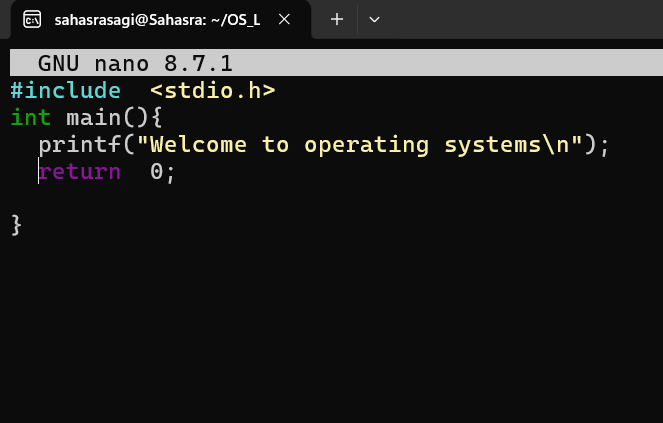 sahasrasagi@Sahasra: ~/OS_L
GNU nano 8.7.1
#include  <stdio.h>
int main(){
  printf("Welcome to operating systems\n");
  return  0;
}